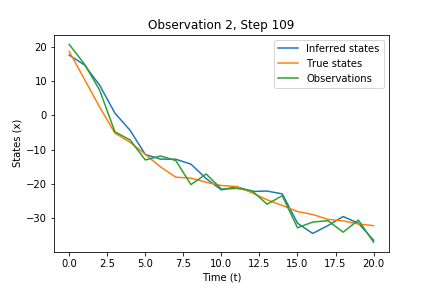 Observation 2, Step 109
Inferred states
True states
Observations
States (x)
20
10
0
−10
−20
−30
0.0 2.5 5.0 7.5 10.0 12.5 15.0 17.5 20.0
Time (t)